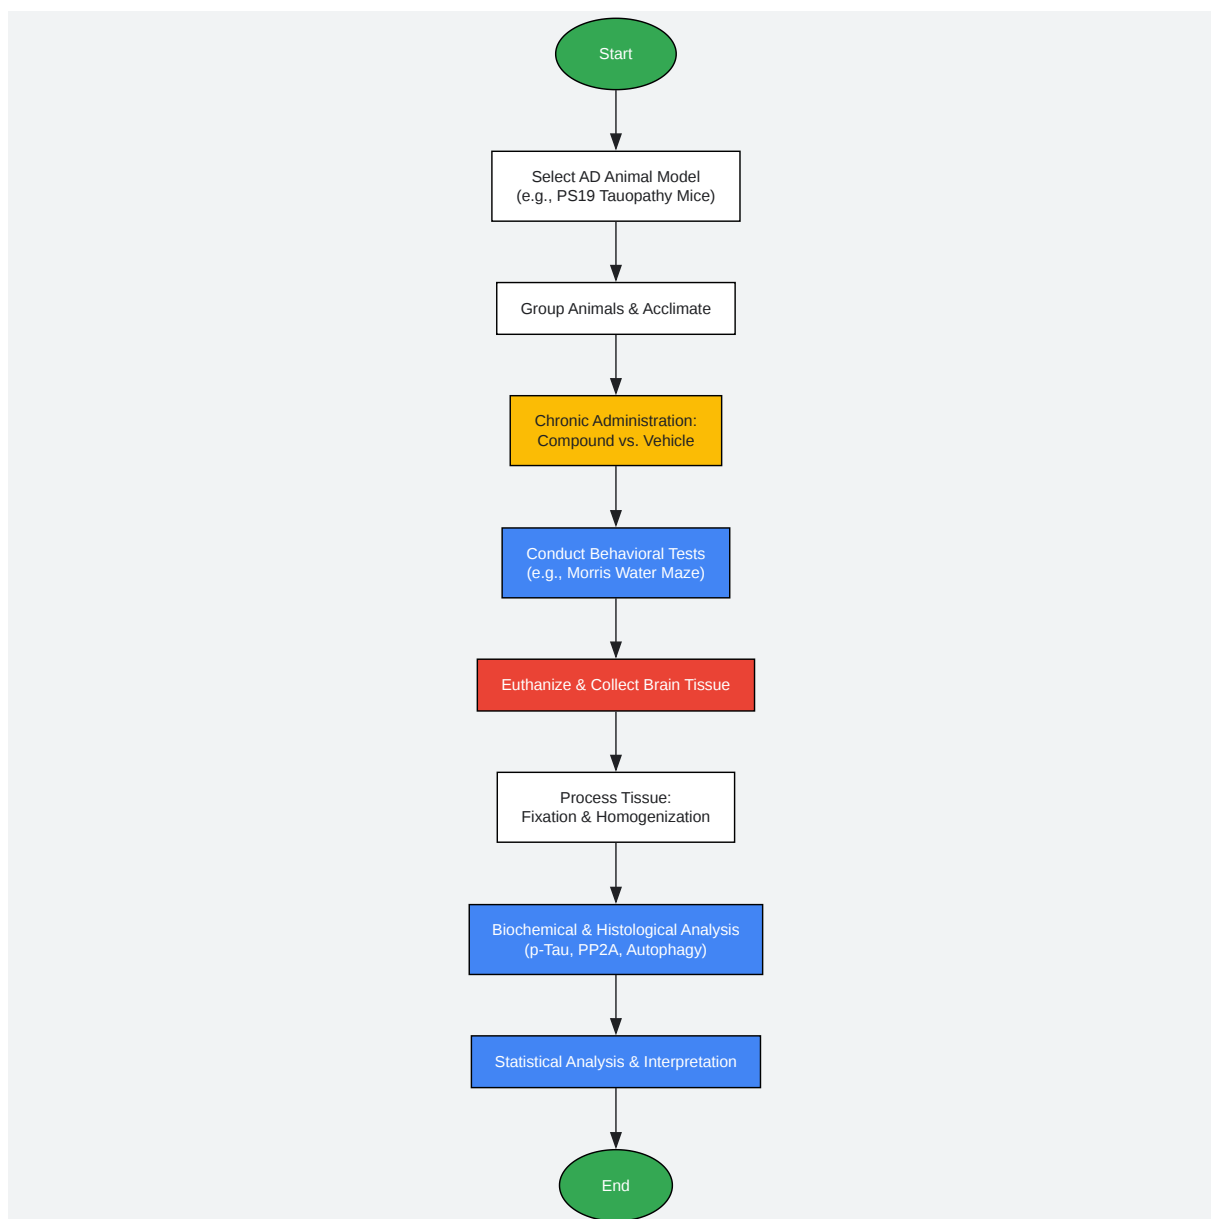 Start
Select AD Animal Model
(e.g., PS19 Tauopathy Mice)
Group Animals & Acclimate
Chronic Administration:
Compound vs. Vehicle
Conduct Behavioral Tests
(e.g., Morris Water Maze)
Euthanize & Collect Brain Tissue
Process Tissue:
Fixation & Homogenization
Biochemical & Histological Analysis
(p-Tau, PP2A, Autophagy)
Statistical Analysis & Interpretation
End